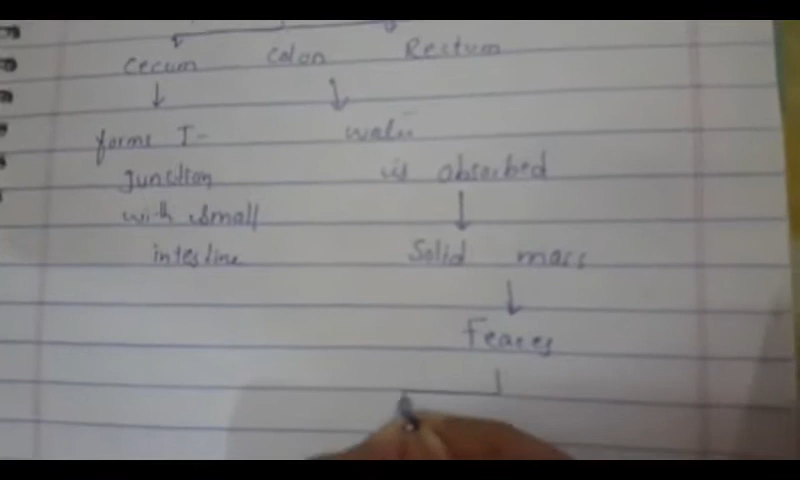 Cecum Colon Rectum
forms T- water
Junction is absorbed
with small
intestine Solid mass
Feaces